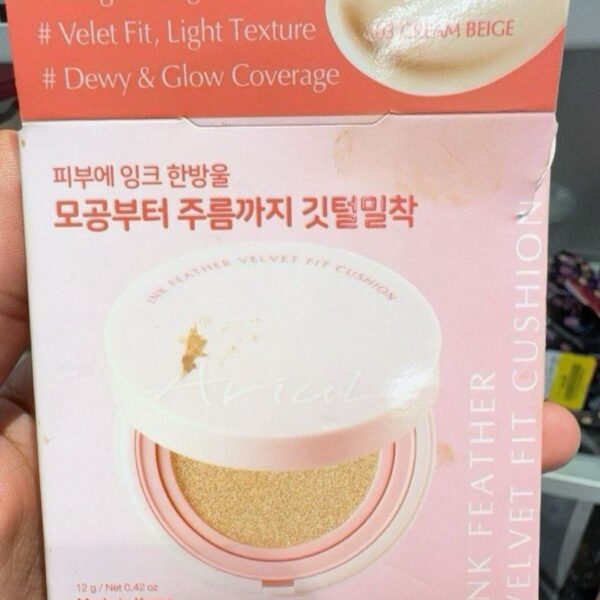 # Velet Fit, Light Texture
# Dewy & Glow Coverage
03 CREAM BEIGE
피부에 잉크 한방울
모공부터 주름까지 깃털밀착
INK FEATHER VELVET FIT CUSHION
Ariul
INK FEATHER
VELVET FIT CUSHION
12 g / Net 0.42 oz